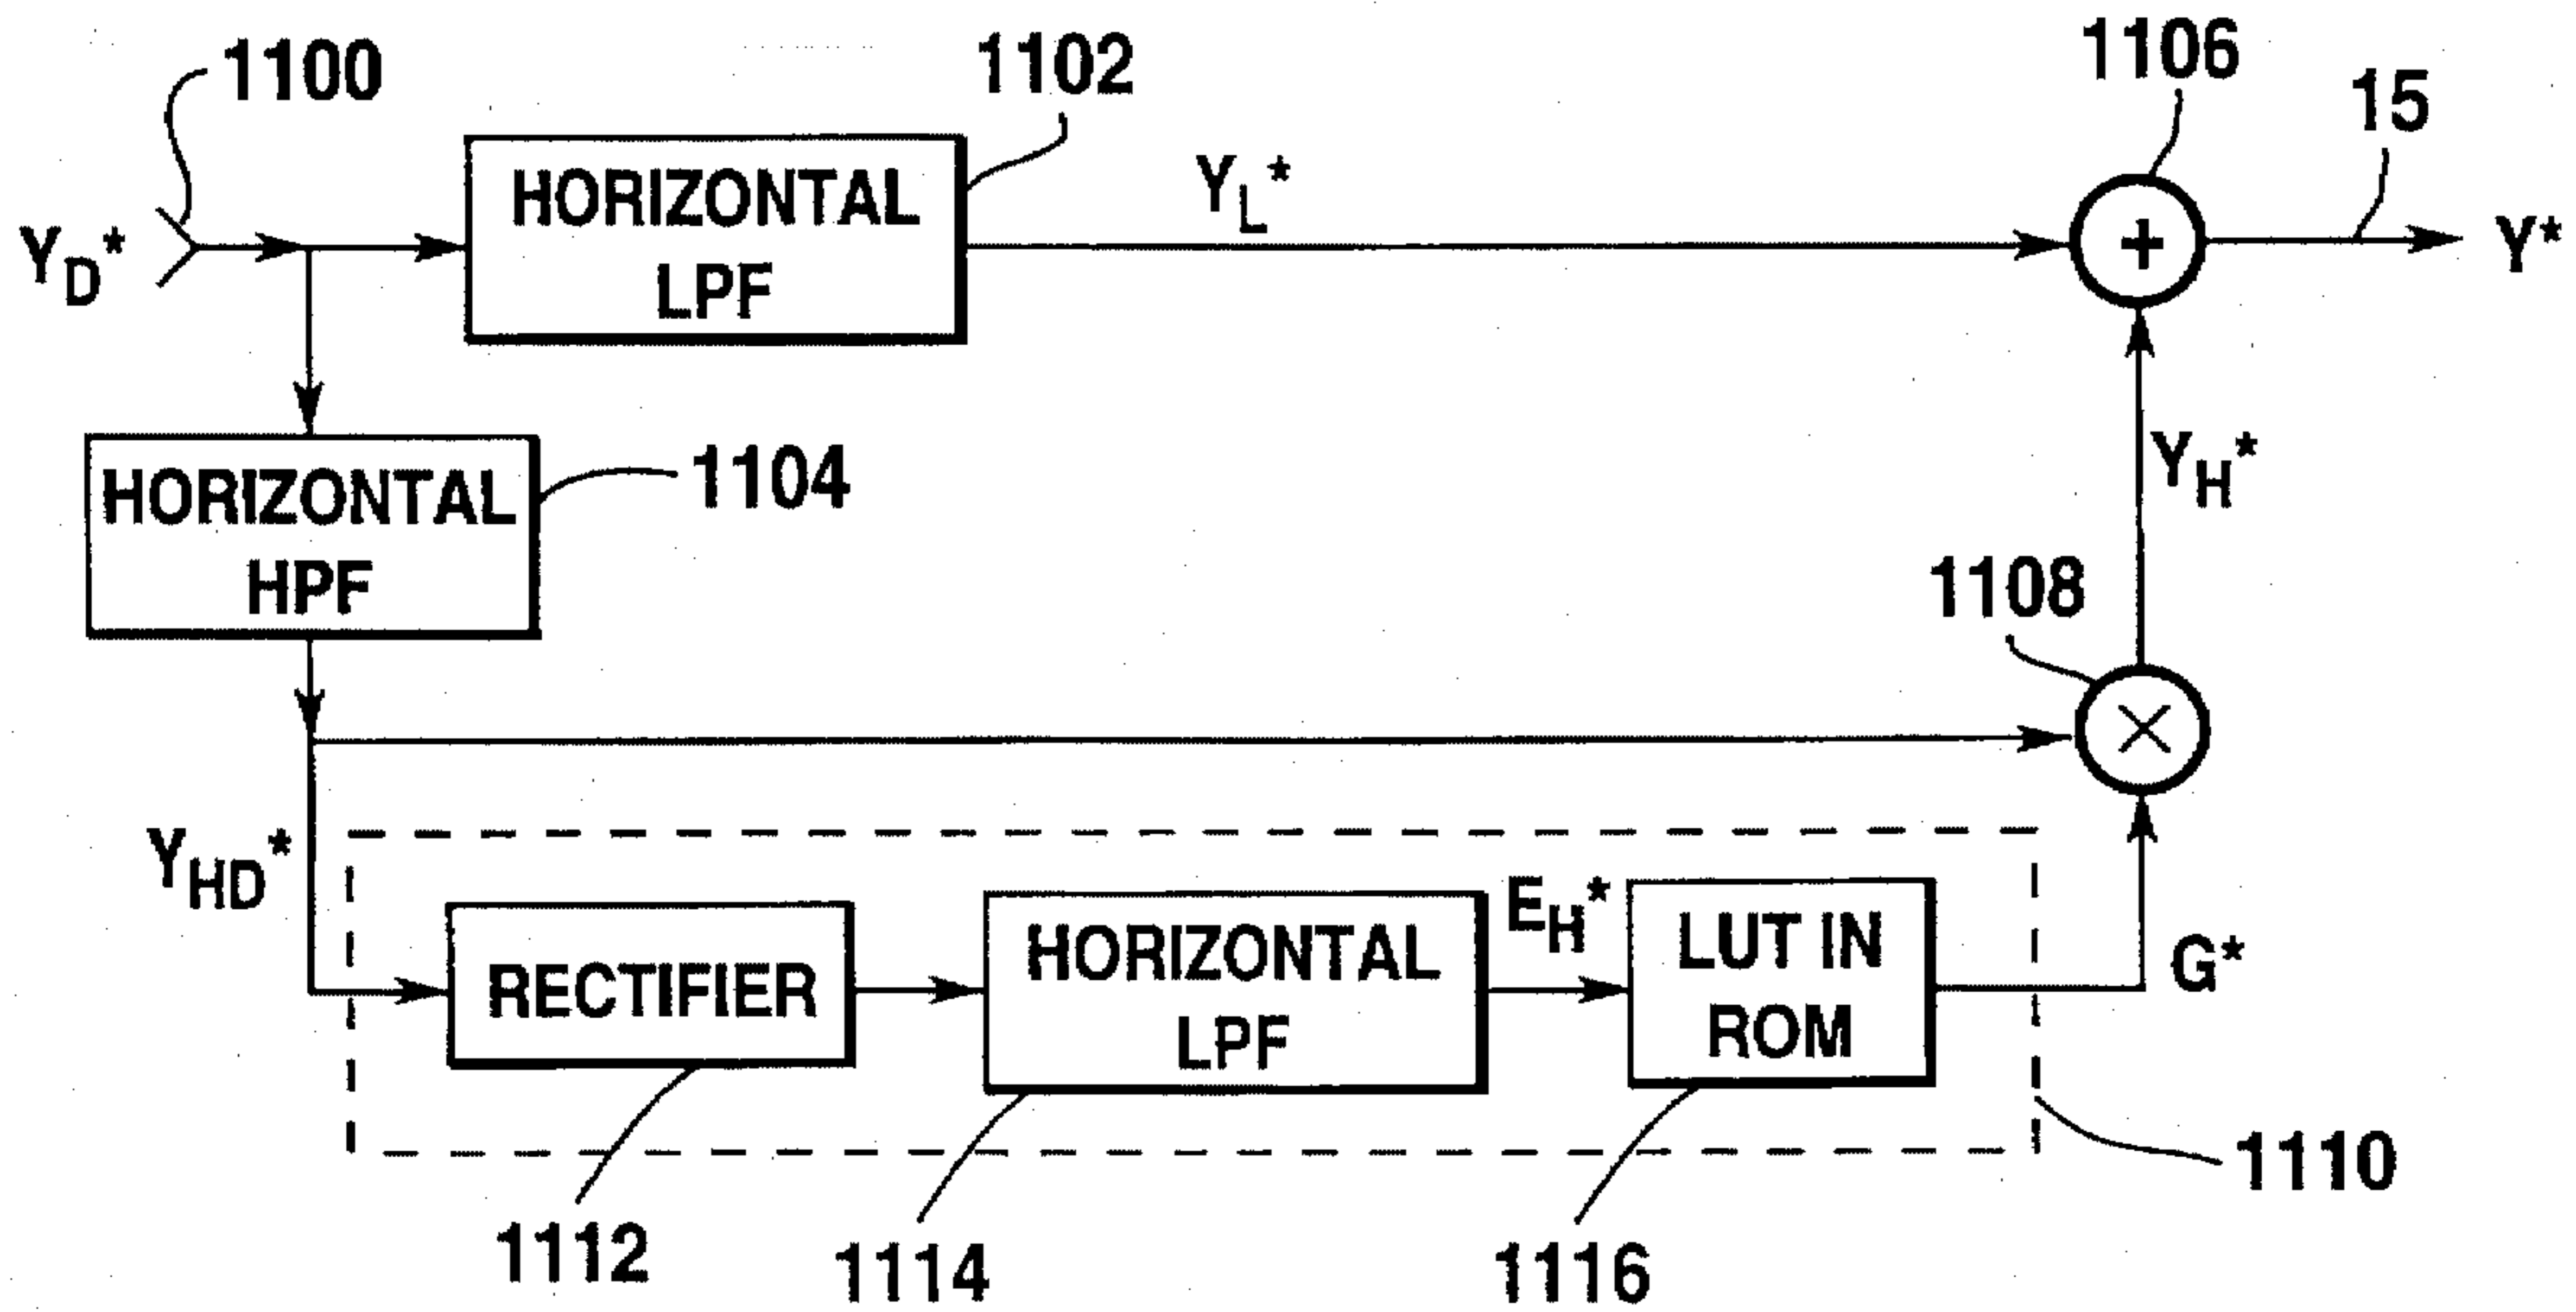 1100
1102
1106
15
Y_D*
HORIZONTAL
LPF
Y_L*
+
Y*
HORIZONTAL
HPF
1104
Y_H*
1108
×
Y_HD*
RECTIFIER
HORIZONTAL
LPF
E_H*
LUT IN
ROM
G*
1110
1112
1114
1116